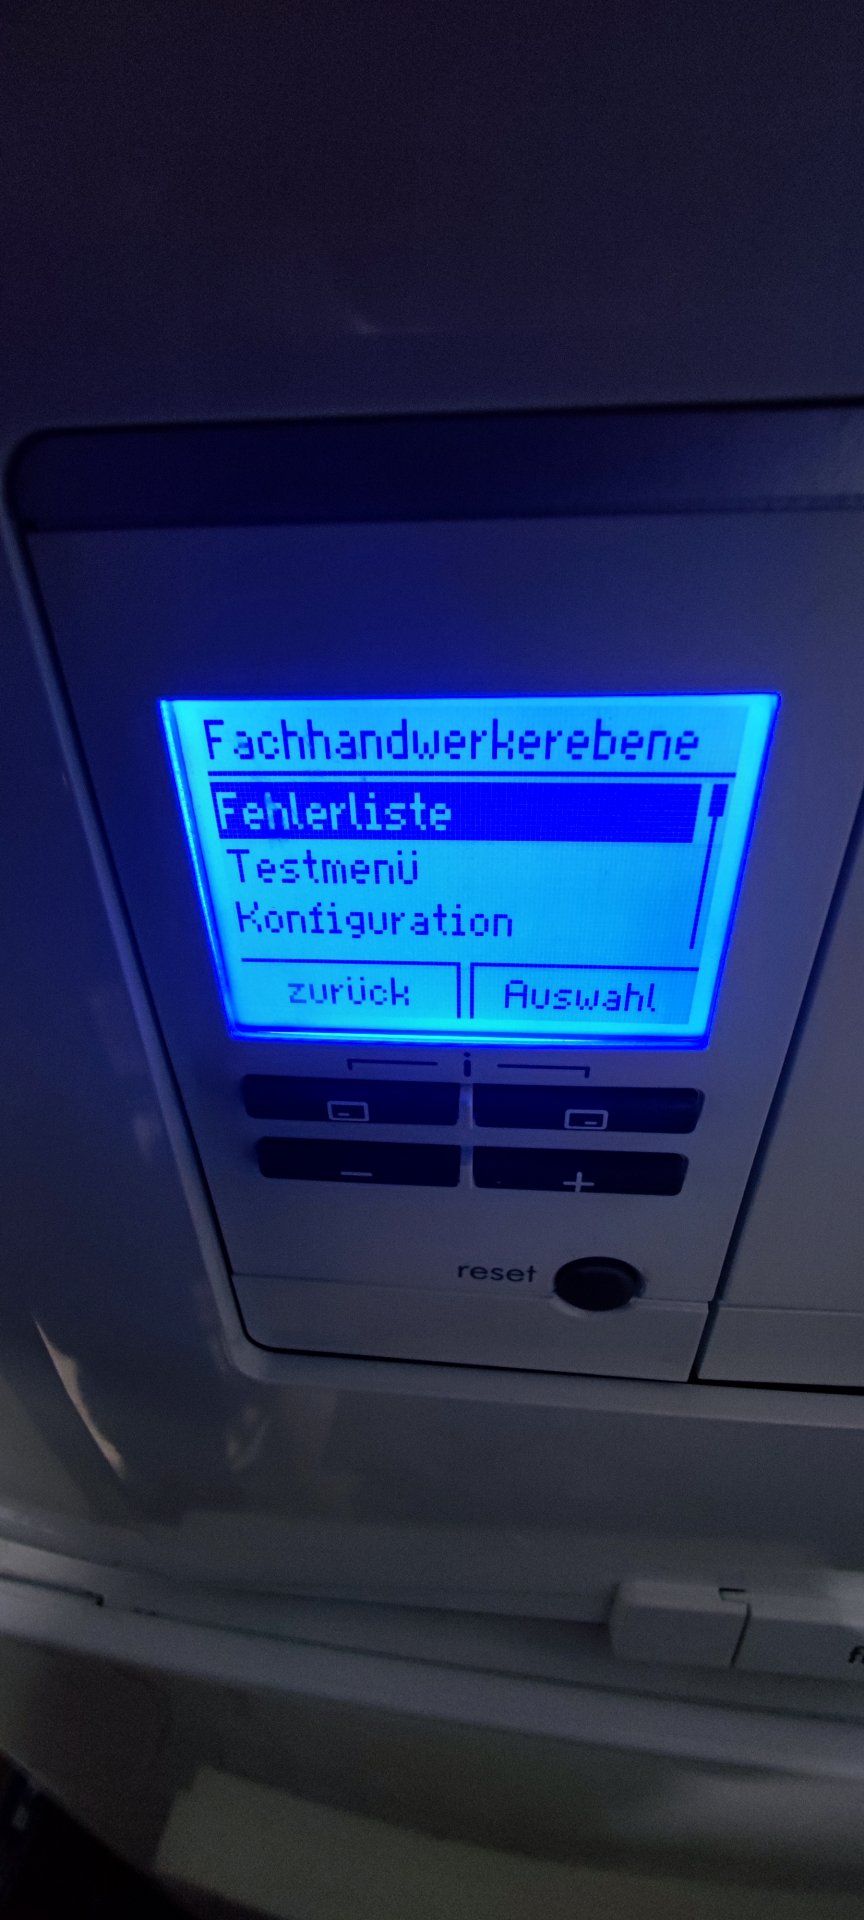 Fachhandwerkerebene
Fehlerliste
Testmenü
Konfiguration
zurück Auswahl
i
− +
reset